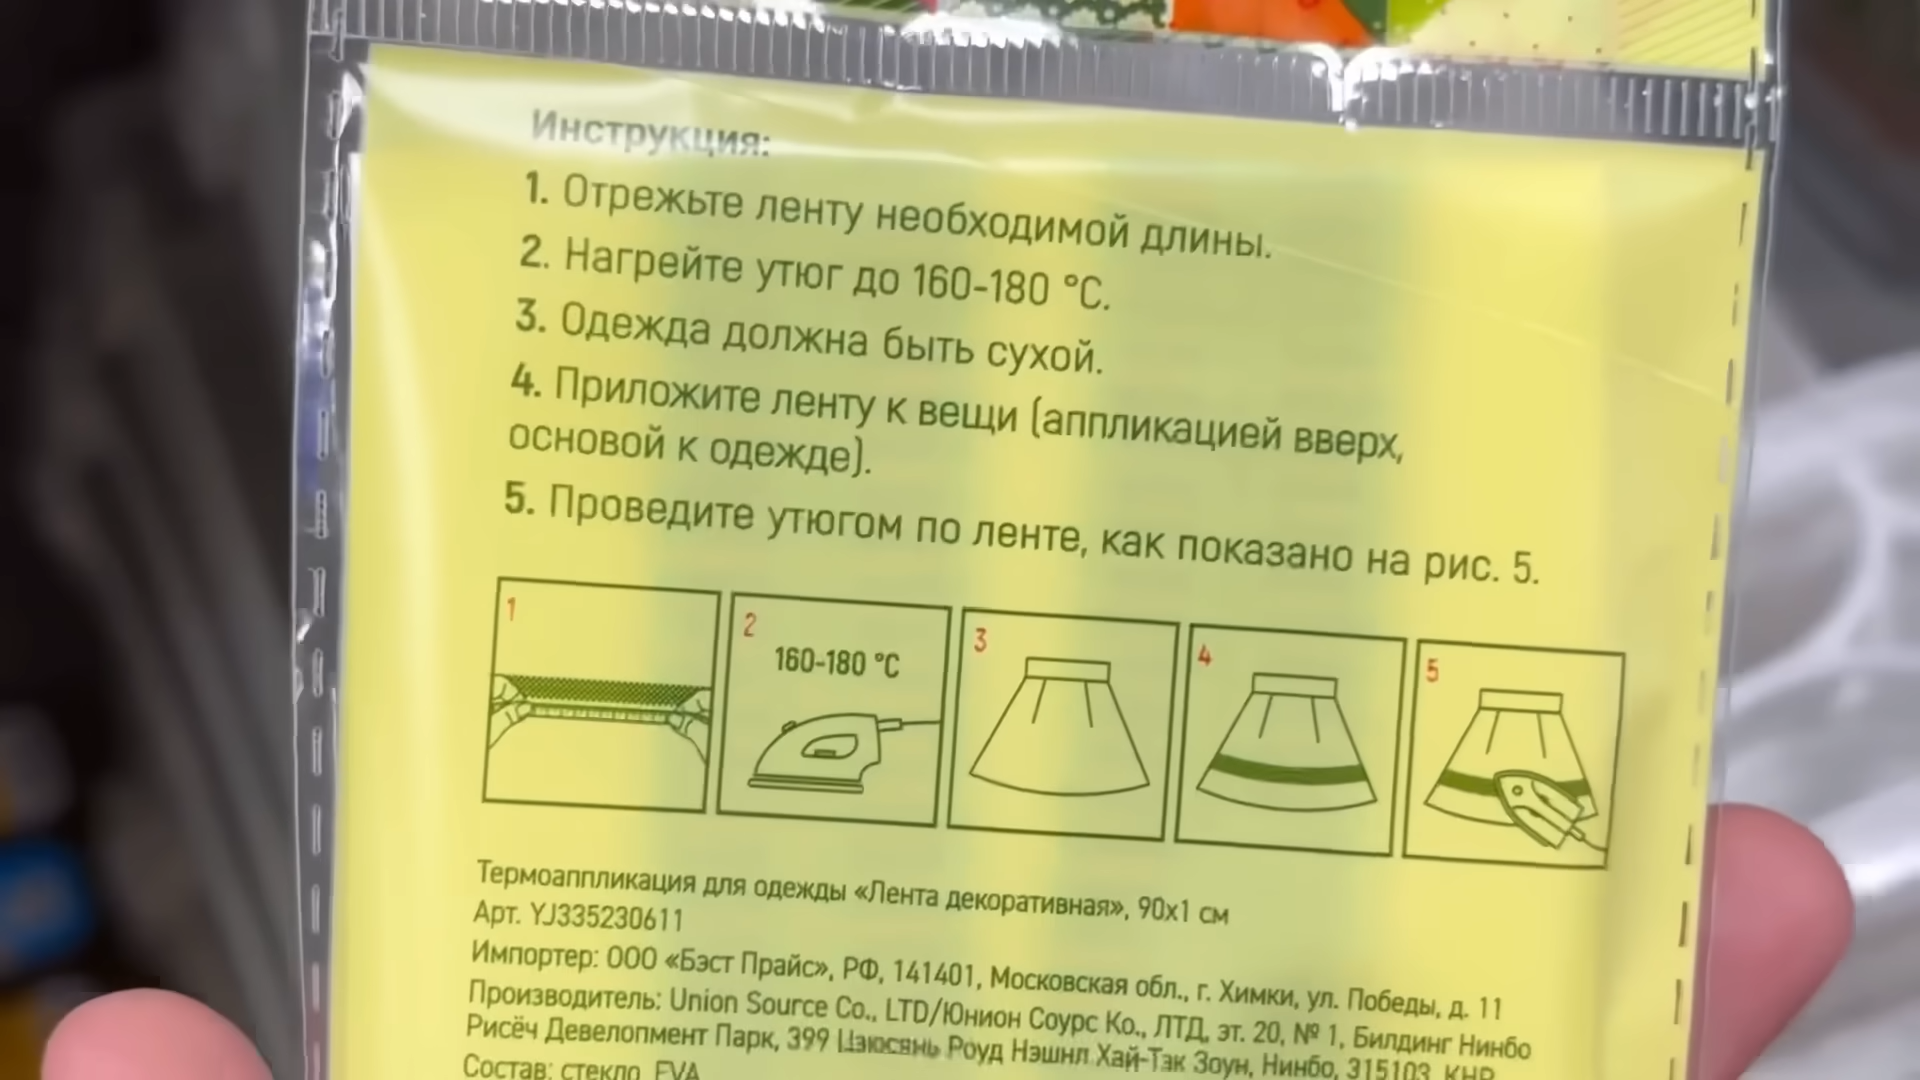 Инструкция:
1. Отрежьте ленту необходимой длины.
2. Нагрейте утюг до 160-180 °C.
3. Одежда должна быть сухой.
4. Приложите ленту к вещи (аппликацией вверх,
основой к одежде).
5. Проведите утюгом по ленте, как показано на рис. 5.
1
2
160-180 °C
3
4
5
Термоаппликация для одежды «Лента декоративная», 90x1 см
Арт. YJ335230611
Импортер: ООО «Бэст Прайс», РФ, 141401, Московская обл., г. Химки, ул. Победы, д. 11
Производитель: Union Source Co., LTD/Юнион Соурс Ко., ЛТД, эт. 20, № 1, Билдинг Нинбо
Рисёч Девелопмент Парк, 399 Цзюсянь Роуд Нэшнл Хай-Тэк Зоун, Нинбо, 315103, КНР
Состав: стекло, EVA